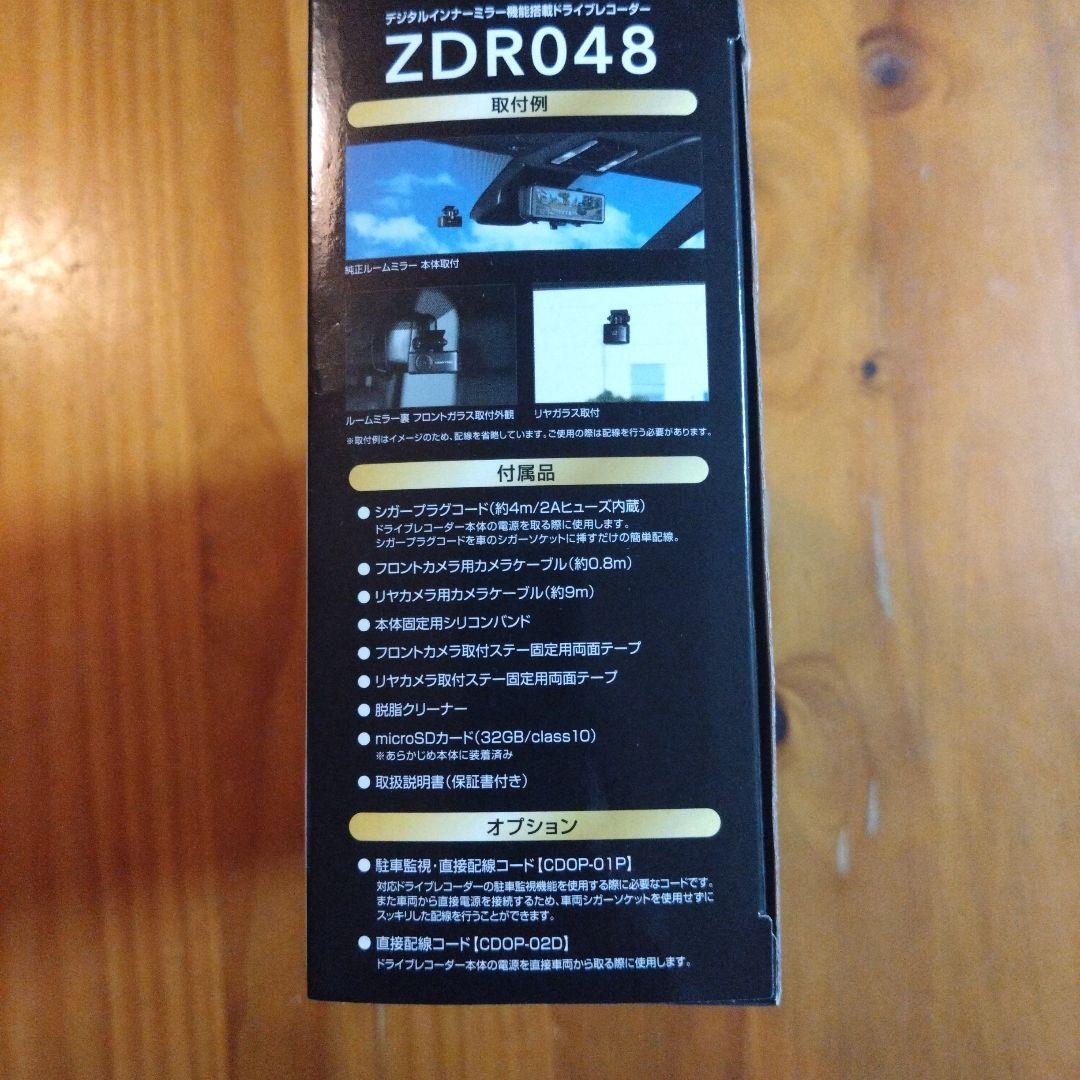 デジタルインナーミラー機能搭載ドライブレコーダー
ZDR048
取付例
純正ルームミラー 本体取付
ルームミラー裏 フロントガラス取付外観
リヤガラス取付
※取付例はイメージのため、配線を省略しています。ご使用の際は配線を行う必要があります。
付属品
● シガープラグコード(約4m/2Aヒューズ内蔵)
ドライブレコーダー本体の電源を取る際に使用します。
シガープラグコードを車のシガーソケットに挿すだけの簡単配線。
● フロントカメラ用カメラケーブル(約0.8m)
● リヤカメラ用カメラケーブル(約9m)
● 本体固定用シリコンバンド
● フロントカメラ取付ステー固定用両面テープ
● リヤカメラ取付ステー固定用両面テープ
● 脱脂クリーナー
● microSDカード(32GB/class10)
※あらかじめ本体に装着済み
● 取扱説明書(保証書付き)
オプション
● 駐車監視・直接配線コード【CDOP-01P】
対応ドライブレコーダーの駐車監視機能を使用する際に必要なコードです。
また車両から直接電源を接続するため、車両シガーソケットを使用せずに
スッキリした配線を行うことができます。
● 直接配線コード【CDOP-02D】
ドライブレコーダー本体の電源を直接車両から取る際に使用します。